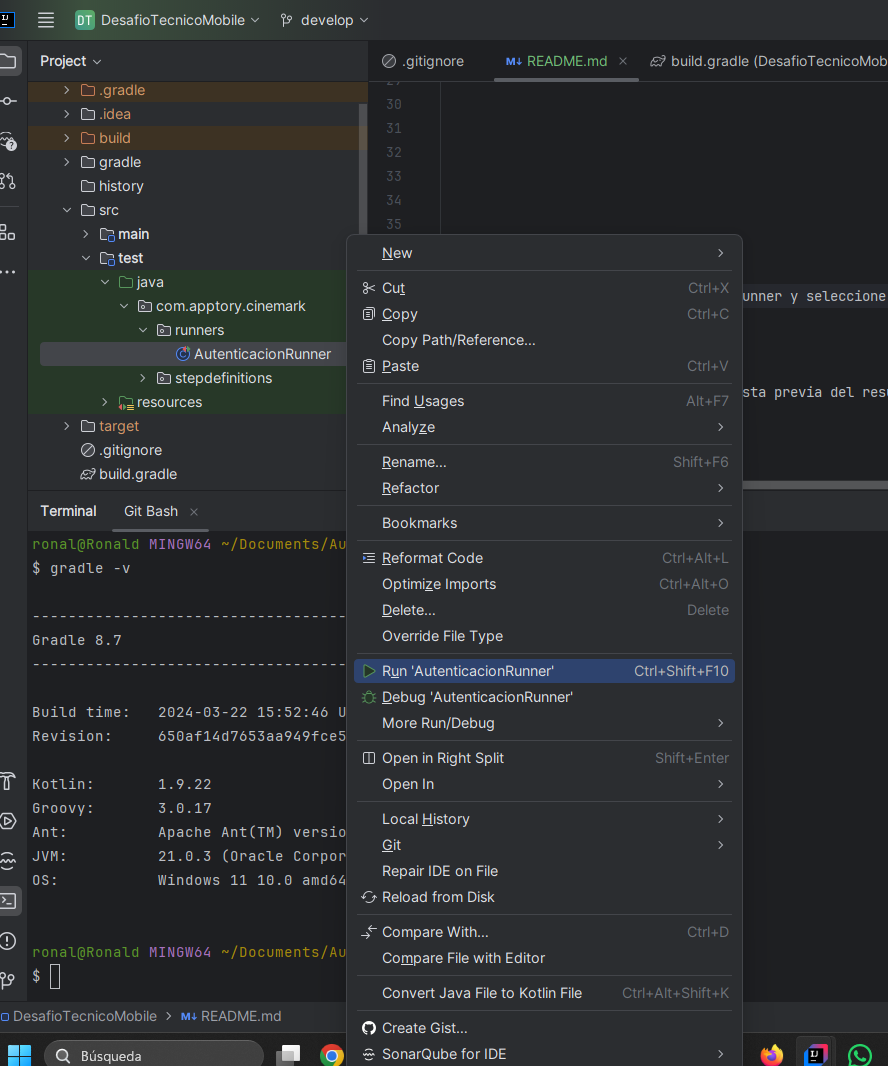 DT DesafioTecnicoMobile develop
Project
.gitignore README.md build.gradle (DesafioTecnicoMob
.gradle
.idea
build
gradle
history
src
main
test
java
com.apptory.cinemark
runners
AutenticacionRunner
stepdefinitions
resources
target
.gitignore
build.gradle
30
31
32
33
34
35
unner y seleccione
sta previa del res
Terminal Git Bash
ronal@Ronald MINGW64 ~/Documents/Au
$ gradle -v
------------------------------------
Gradle 8.7
------------------------------------
Build time: 2024-03-22 15:52:46 U
Revision: 650af14d7653aa949fce5
Kotlin: 1.9.22
Groovy: 3.0.17
Ant: Apache Ant(TM) versio
JVM: 21.0.3 (Oracle Corpor
OS: Windows 11 10.0 amd64
ronal@Ronald MINGW64 ~/Documents/Au
$
New
Cut Ctrl+X
Copy Ctrl+C
Copy Path/Reference...
Paste Ctrl+V
Find Usages Alt+F7
Analyze
Rename... Shift+F6
Refactor
Bookmarks
Reformat Code Ctrl+Alt+L
Optimize Imports Ctrl+Alt+O
Delete... Delete
Override File Type
Run 'AutenticacionRunner' Ctrl+Shift+F10
Debug 'AutenticacionRunner'
More Run/Debug
Open in Right Split Shift+Enter
Open In
Local History
Git
Repair IDE on File
Reload from Disk
Compare With... Ctrl+D
Compare File with Editor
Convert Java File to Kotlin File Ctrl+Alt+Shift+K
Create Gist...
SonarQube for IDE
DesafioTecnicoMobile > M↓ README.md
Búsqueda